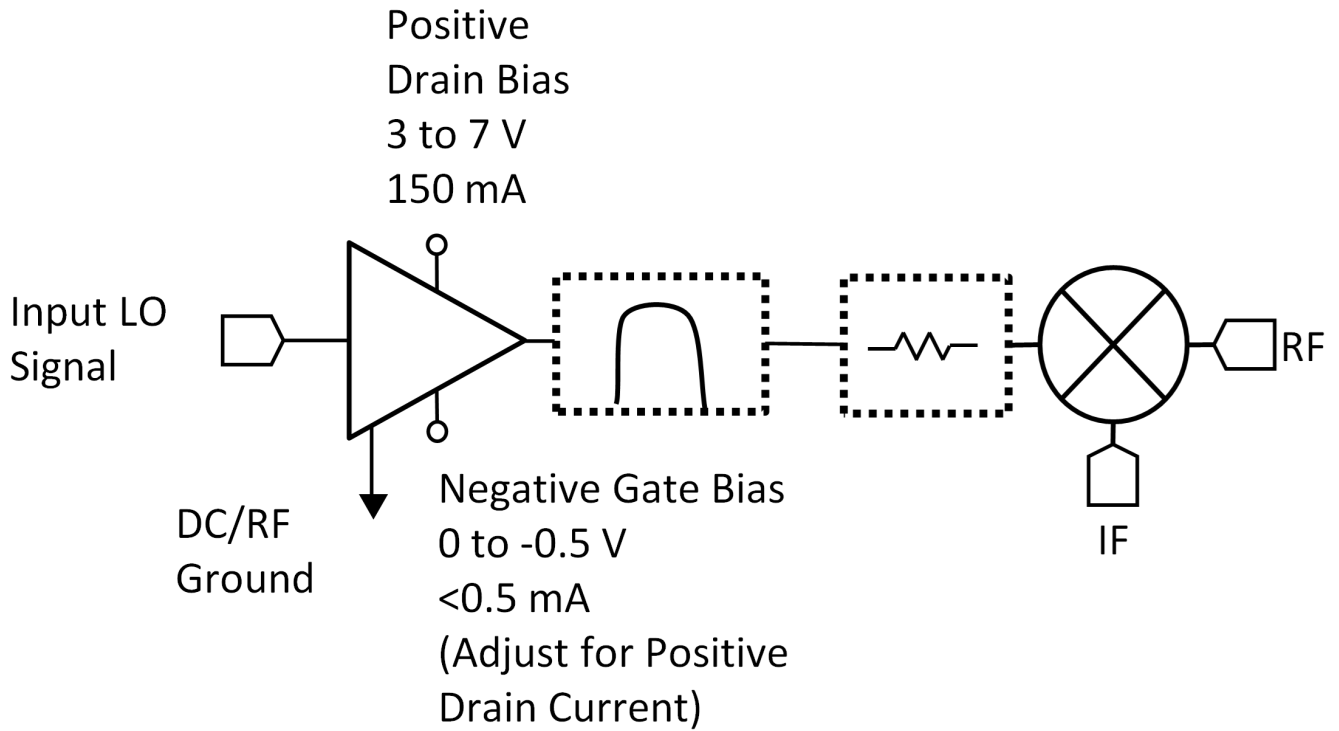 Positive
Drain Bias
3 to 7 V
150 mA
Input LO
Signal
RF
IF
DC/RF
Ground
Negative Gate Bias
0 to -0.5 V
<0.5 mA
(Adjust for Positive
Drain Current)